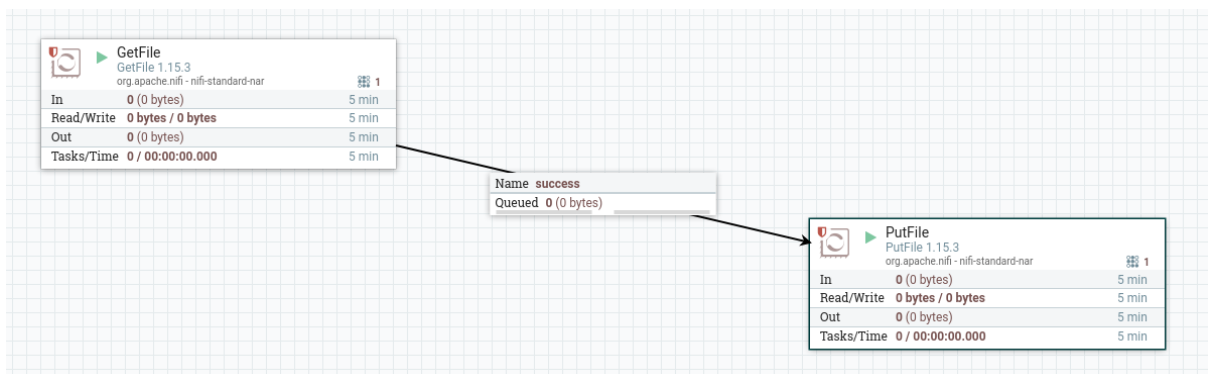 GetFile
GetFile 1.15.3
org.apache.nifi - nifi-standard-nar
1
In 0 (0 bytes) 5 min
Read/Write 0 bytes / 0 bytes 5 min
Out 0 (0 bytes) 5 min
Tasks/Time 0 / 00:00:00.000 5 min
Name success
Queued 0 (0 bytes)
PutFile
PutFile 1.15.3
org.apache.nifi - nifi-standard-nar
1
In 0 (0 bytes) 5 min
Read/Write 0 bytes / 0 bytes 5 min
Out 0 (0 bytes) 5 min
Tasks/Time 0 / 00:00:00.000 5 min